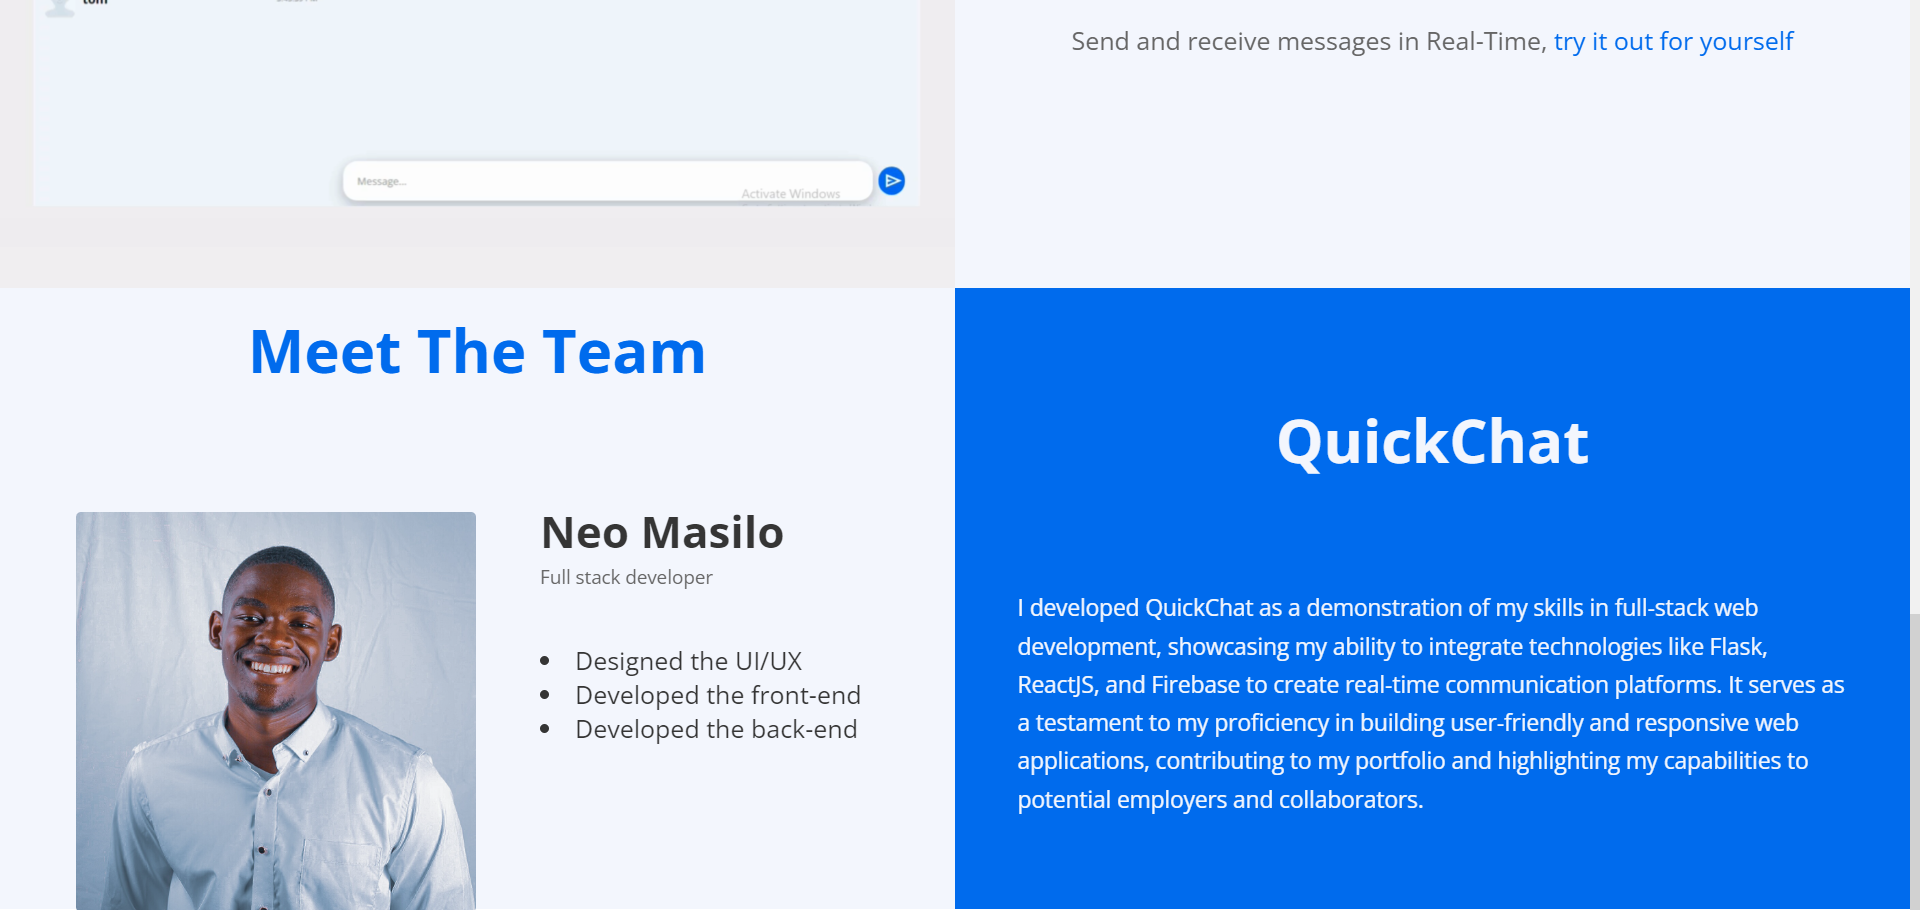 tom
Send and receive messages in Real-Time, try it out for yourself
Message...
Activate Windows
Meet The Team
Neo Masilo
Full stack developer
• Designed the UI/UX
• Developed the front-end
• Developed the back-end
QuickChat
I developed QuickChat as a demonstration of my skills in full-stack web
development, showcasing my ability to integrate technologies like Flask,
ReactJS, and Firebase to create real-time communication platforms. It serves as
a testament to my proficiency in building user-friendly and responsive web
applications, contributing to my portfolio and highlighting my capabilities to
potential employers and collaborators.